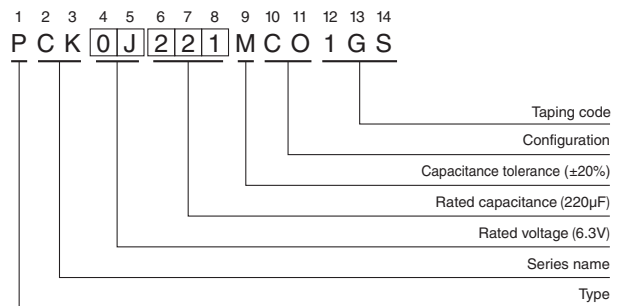 1 2 3 4 5 6 7 8 9 10 11 12 13 14
P C K 0 J 2 2 1 M C O 1 G S
Taping code
Configuration
Capacitance tolerance (±20%)
Rated capacitance (220µF)
Rated voltage (6.3V)
Series name
Type